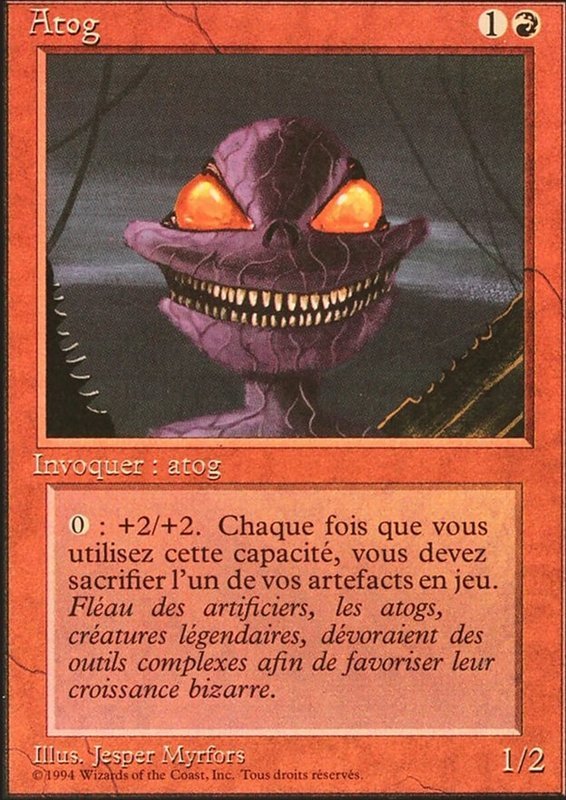 Atog 1
Invoquer : atog
0 : +2/+2. Chaque fois que vous
utilisez cette capacité, vous devez
sacrifier l'un de vos artefacts en jeu.
Fléau des artificiers, les atogs,
créatures légendaires, dévoraient des
outils complexes afin de favoriser leur
croissance bizarre.
Illus. Jesper Myrfors
1/2
©1994 Wizards of the Coast, Inc. Tous droits réservés.